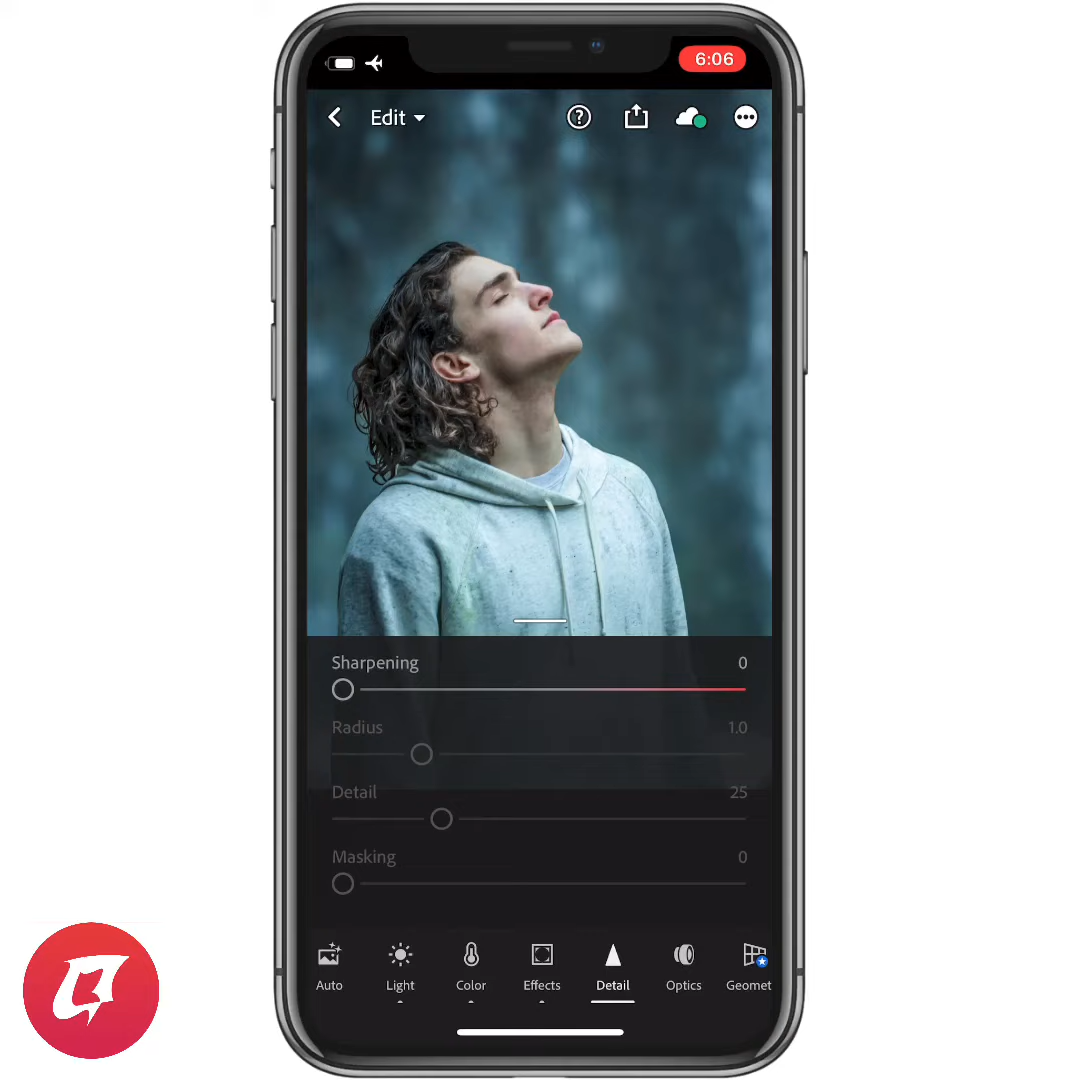 6:06
Edit
Sharpening 0
Radius 1.0
Detail 25
Masking 0
Auto Light Color Effects Detail Optics Geomet